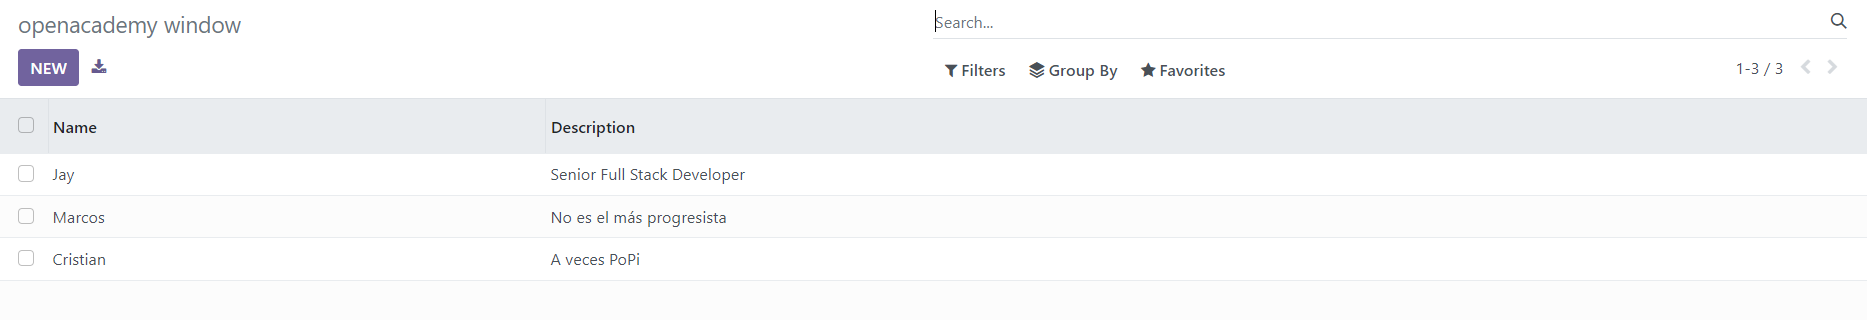 openacademy window
Search...
NEW
Filters Group By Favorites
1-3 / 3
Name Description
Jay Senior Full Stack Developer
Marcos No es el más progresista
Cristian A veces PoPi